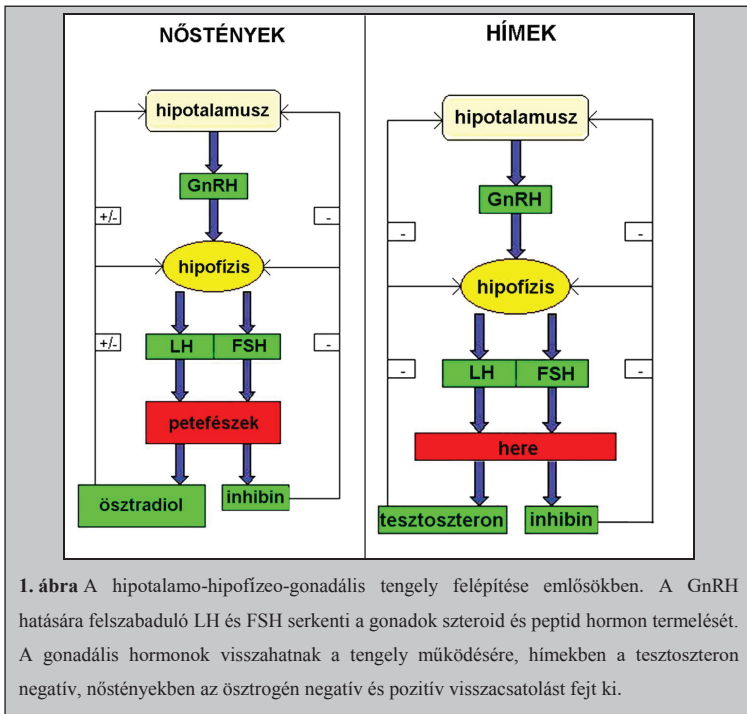 NŐSTÉNYEK
hipotalamusz
GnRH
+/-
-
hipofízis
+/-
-
LH
FSH
petefészek
ösztradiol
inhibin
HÍMEK
hipotalamusz
GnRH
-
-
hipofízis
-
-
LH
FSH
here
tesztoszteron
inhibin
1. ábra A hipotalamo-hipofízeo-gonadális tengely felépítése emlősökben. A GnRH
hatására felszabaduló LH és FSH serkenti a gonadok szteroid és peptid hormon termelését.
A gonadális hormonok visszahatnak a tengely működésére, hímekben a tesztoszteron
negatív, nőstényekben az ösztrogén negatív és pozitív visszacsatolást fejt ki.